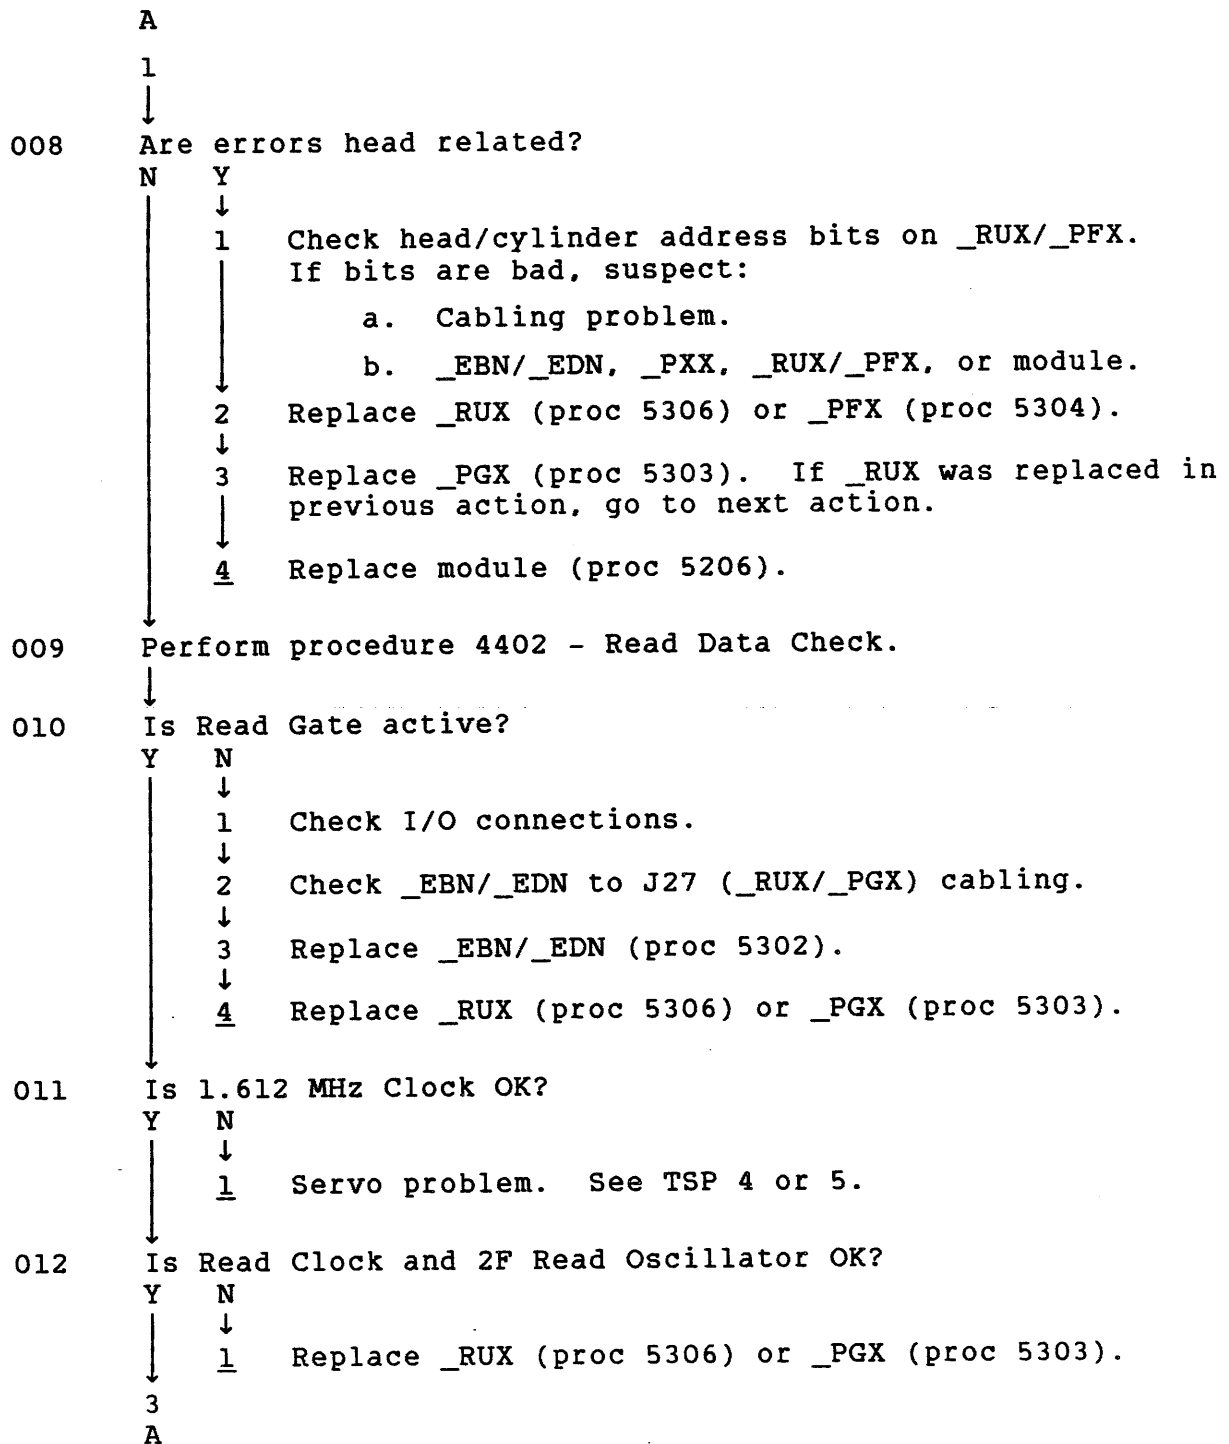 A
1
008 Are errors head related?
N Y
1 Check head/cylinder address bits on _RUX/_PFX.
If bits are bad, suspect:
a. Cabling problem.
b. _EBN/_EDN, _PXX, _RUX/_PFX, or module.
2 Replace _RUX (proc 5306) or _PFX (proc 5304).
3 Replace _PGX (proc 5303). If _RUX was replaced in
previous action, go to next action.
4 Replace module (proc 5206).
009 Perform procedure 4402 - Read Data Check.
010 Is Read Gate active?
Y N
1 Check I/O connections.
2 Check _EBN/_EDN to J27 (_RUX/_PGX) cabling.
3 Replace _EBN/_EDN (proc 5302).
4 Replace _RUX (proc 5306) or _PGX (proc 5303).
011 Is 1.612 MHz Clock OK?
Y N
1 Servo problem. See TSP 4 or 5.
012 Is Read Clock and 2F Read Oscillator OK?
Y N
1 Replace _RUX (proc 5306) or _PGX (proc 5303).
3
A